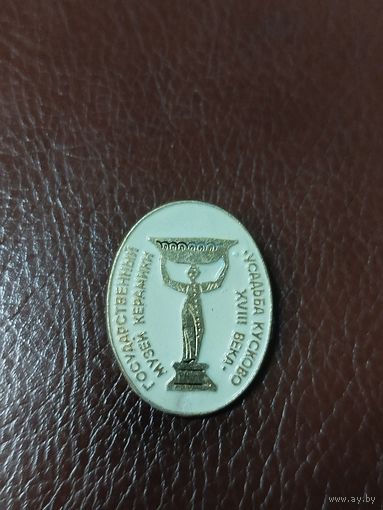 ГОСУДАРСТВЕННЫЙ
МУЗЕЙ КЕРАМИКИ
"УСАДЬБА КУСКОВО
XVIII ВЕКА"
www.ay.by